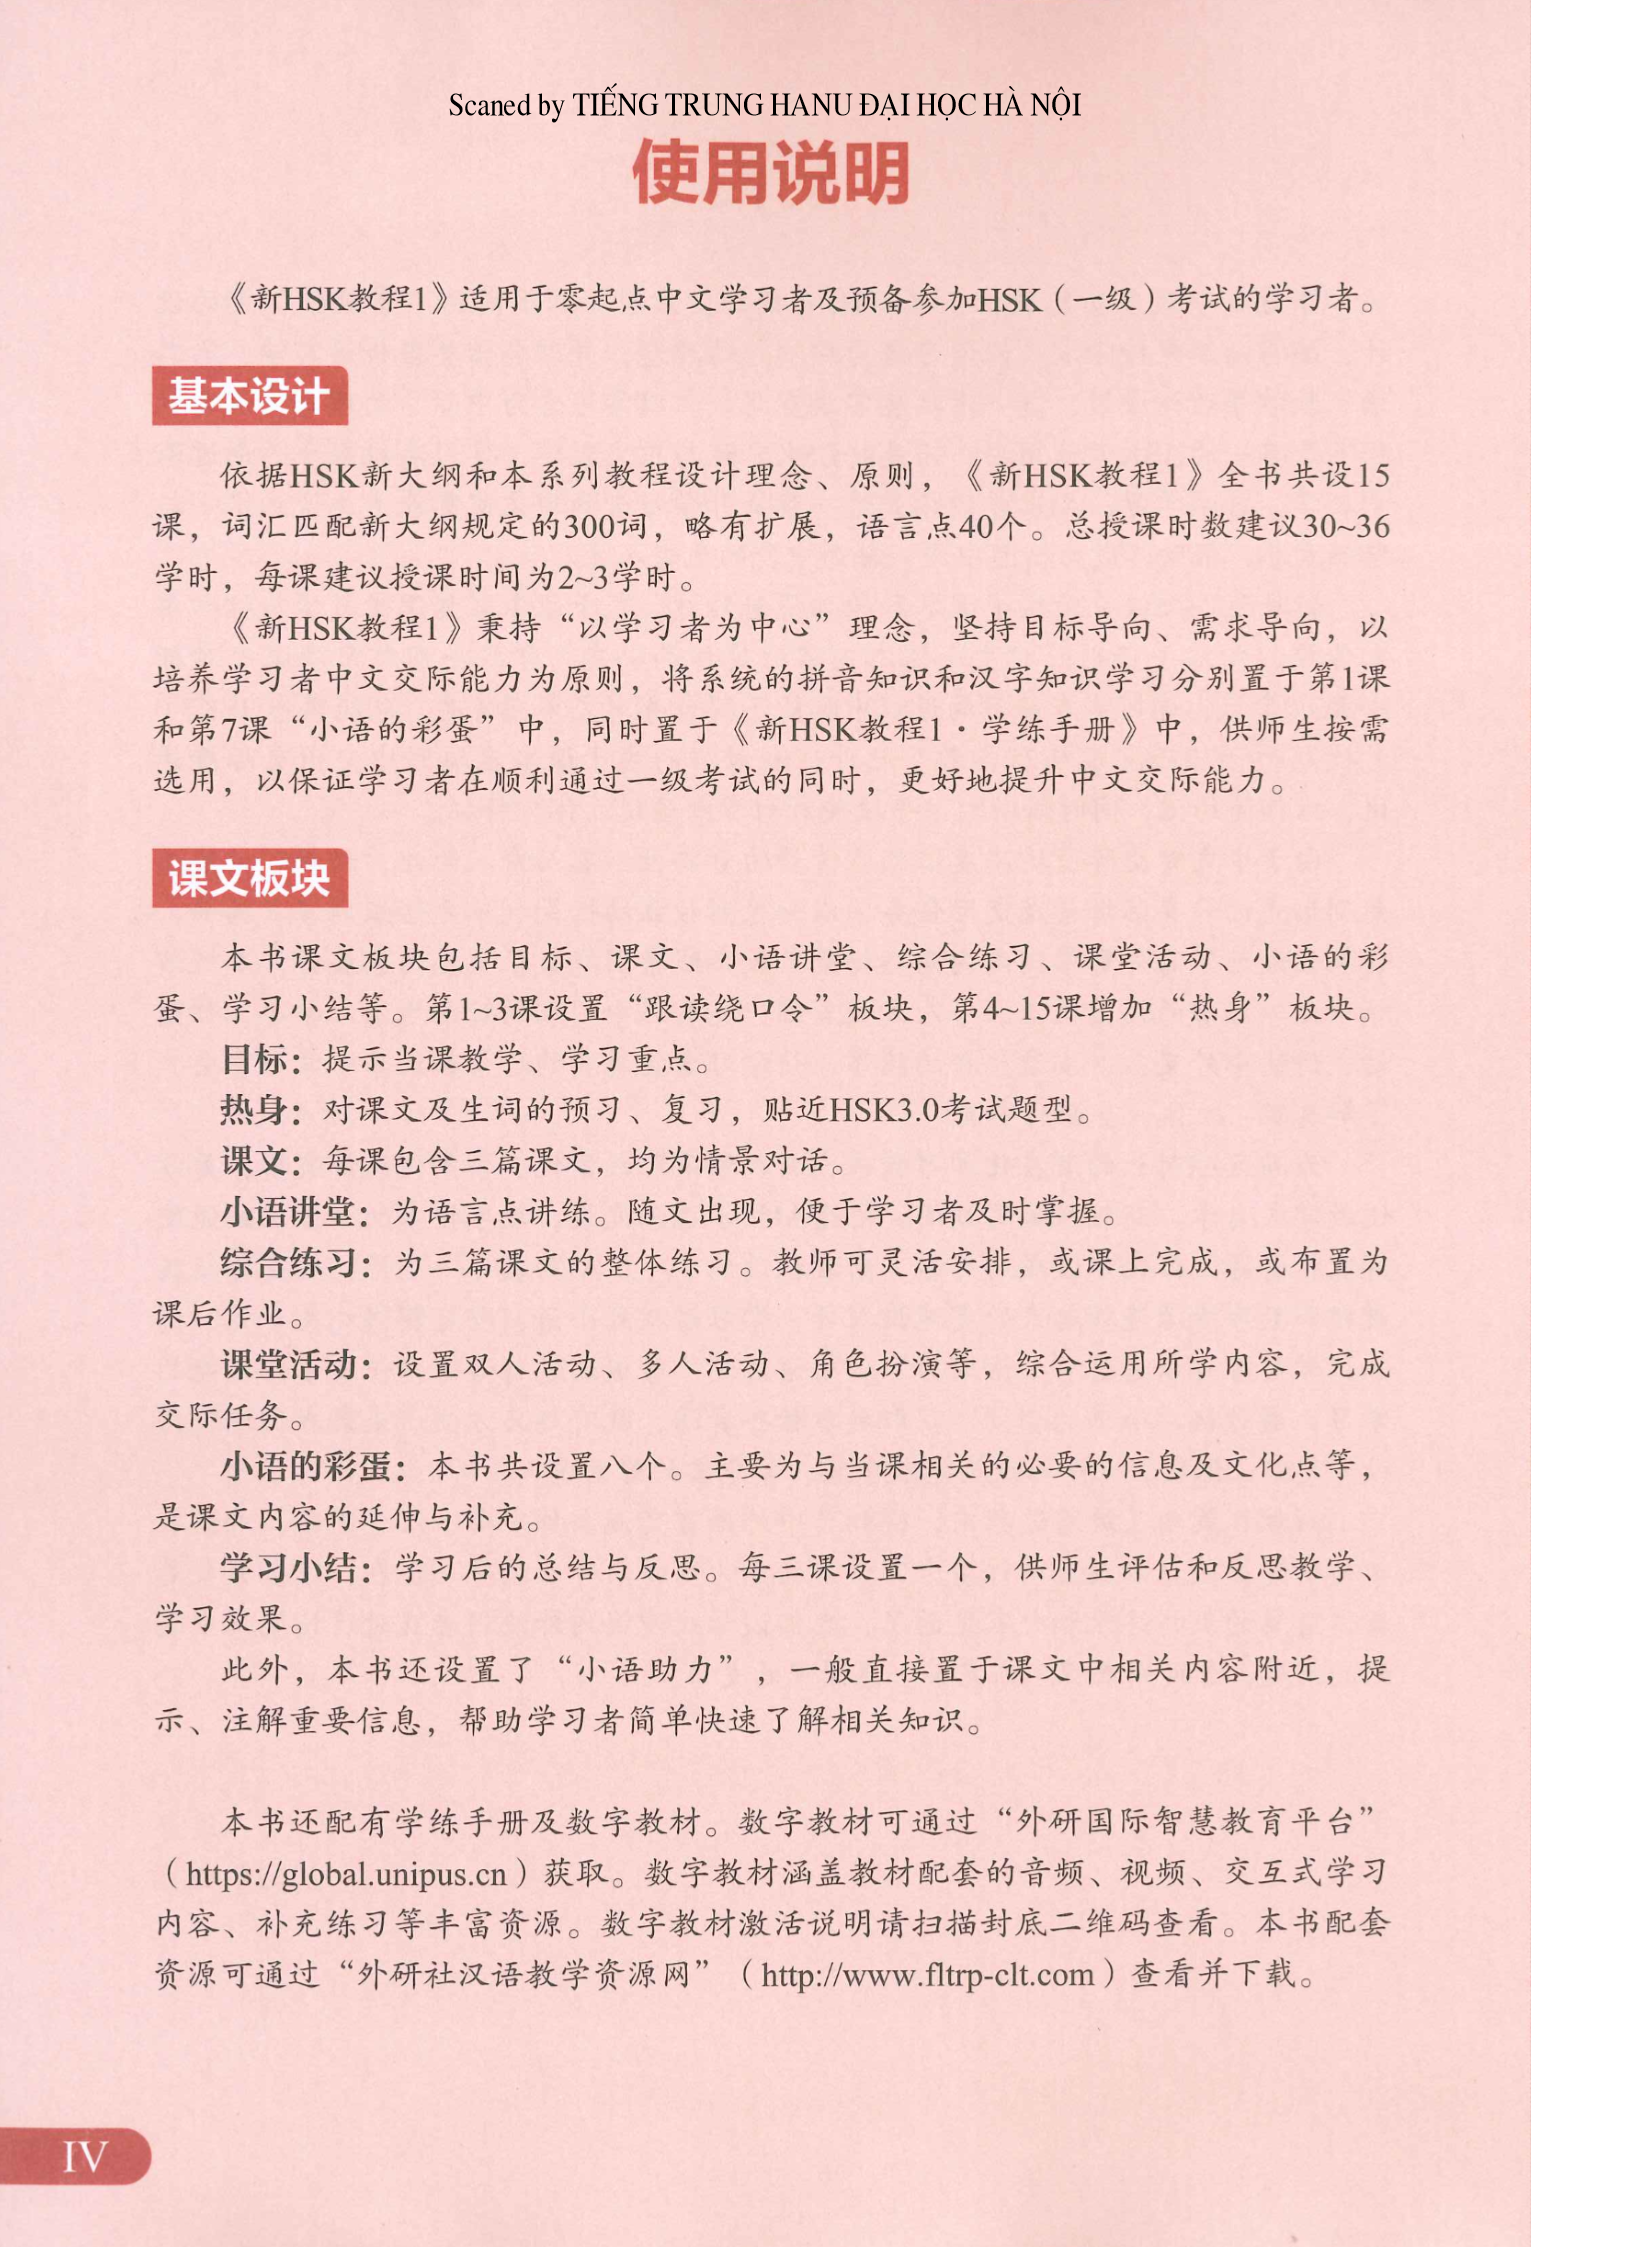 Scaned by TIẾNG TRUNG HANU ĐẠI HỌC HÀ NỘI
使用说明
《新HSK教程1》适用于零起点中文学习者及预备参加HSK（一级）考试的学习者。
基本设计
依据HSK新大纲和本系列教程设计理念、原则，《新HSK教程1》全书共设15
课，词汇匹配新大纲规定的300词，略有扩展，语言点40个。总授课时数建议30~36
学时，每课建议授课时间为2~3学时。
《新HSK教程1》秉持“以学习者为中心”理念，坚持目标导向、需求导向，以
培养学习者中文交际能力为原则，将系统的拼音知识和汉字知识学习分别置于第1课
和第7课“小语的彩蛋”中，同时置于《新HSK教程1·学练手册》中，供师生按需
选用，以保证学习者在顺利通过一级考试的同时，更好地提升中文交际能力。
课文板块
本书课文板块包括目标、课文、小语讲堂、综合练习、课堂活动、小语的彩
蛋、学习小结等。第1~3课设置“跟读绕口令”板块，第4~15课增加“热身”板块。
目标：提示当课教学、学习重点。
热身：对课文及生词的预习、复习，贴近HSK3.0考试题型。
课文：每课包含三篇课文，均为情景对话。
小语讲堂：为语言点讲练。随文出现，便于学习者及时掌握。
综合练习：为三篇课文的整体练习。教师可灵活安排，或课上完成，或布置为
课后作业。
课堂活动：设置双人活动、多人活动、角色扮演等，综合运用所学内容，完成
交际任务。
小语的彩蛋：本书共设置八个。主要为与当课相关的必要的信息及文化点等，
是课文内容的延伸与补充。
学习小结：学习后的总结与反思。每三课设置一个，供师生评估和反思教学、
学习效果。
此外，本书还设置了“小语助力”，一般直接置于课文中相关内容附近，提
示、注解重要信息，帮助学习者简单快速了解相关知识。
本书还配有学练手册及数字教材。数字教材可通过“外研国际智慧教育平台”
（https://global.unipus.cn）获取。数字教材涵盖教材配套的音频、视频、交互式学习
内容、补充练习等丰富资源。数字教材激活说明请扫描封底二维码查看。本书配套
资源可通过“外研社汉语教学资源网”（http://www.fltrp-clt.com）查看并下载。
IV